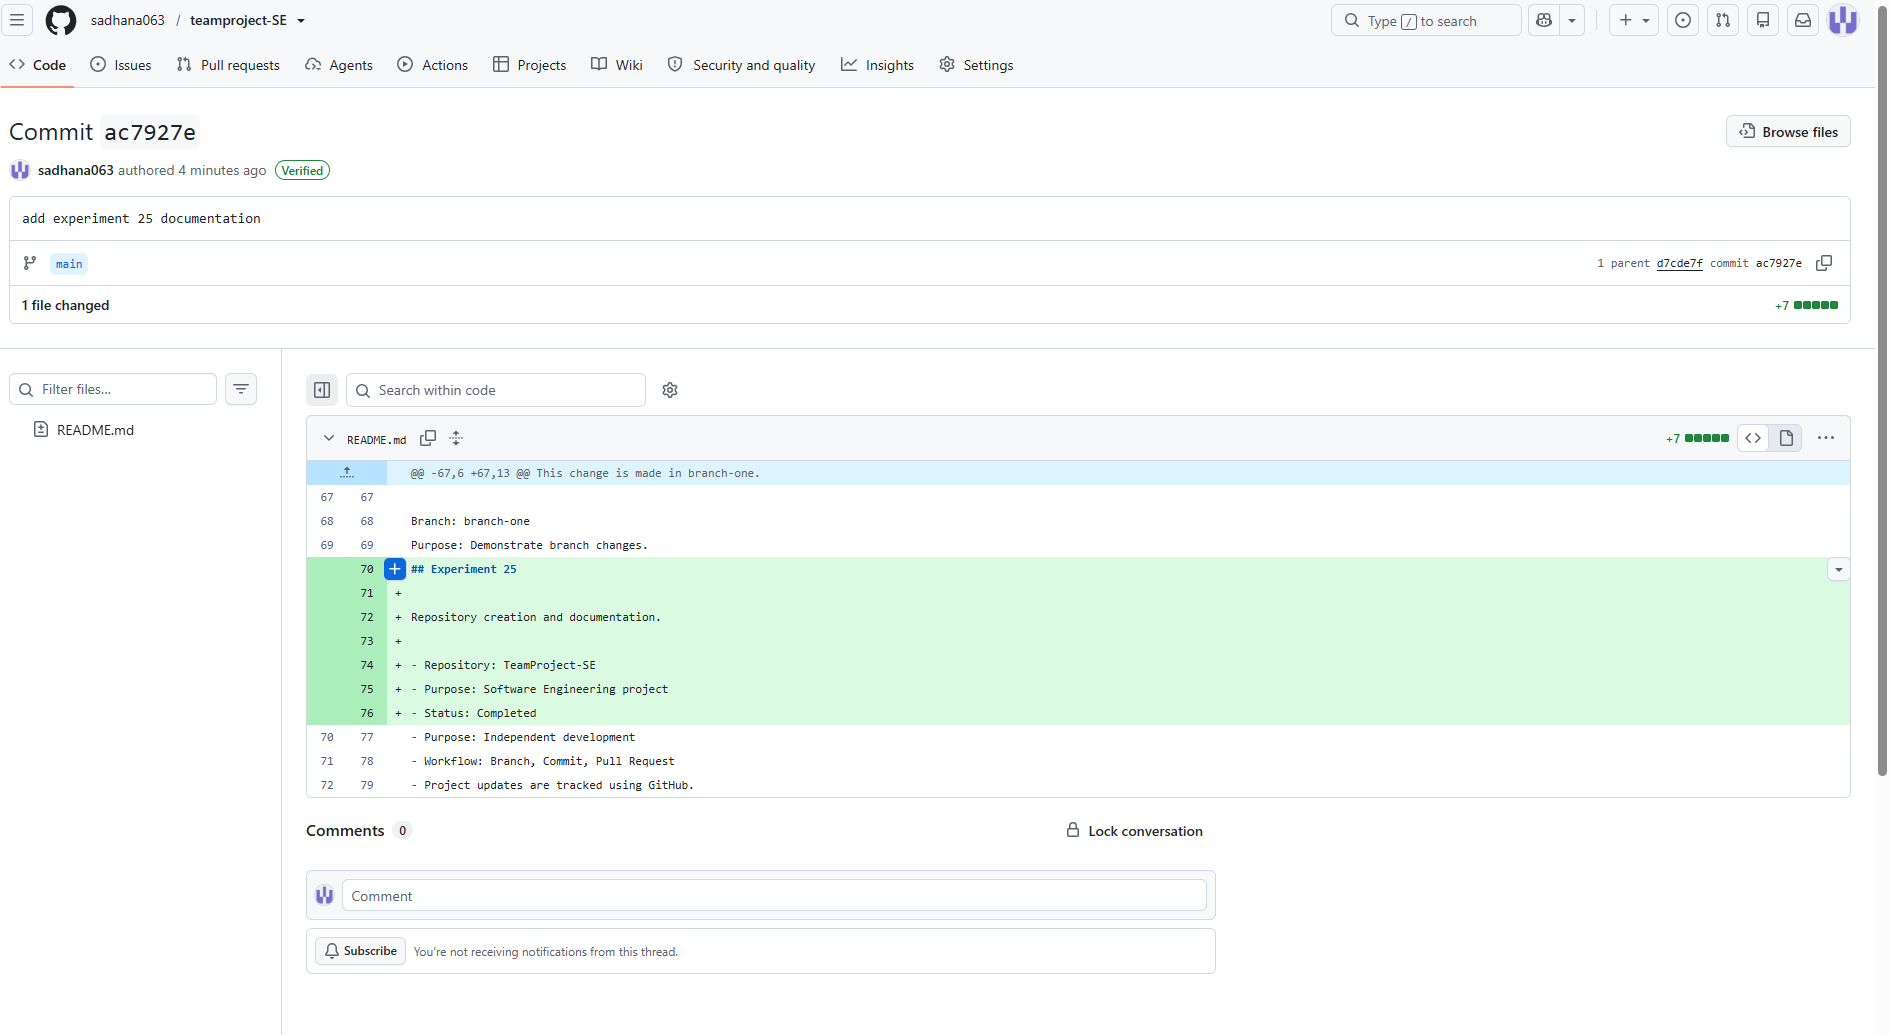 sadhana063 / teamproject-SE
Type / to search
Code Issues Pull requests Agents Actions Projects Wiki Security and quality Insights Settings
Commit ac7927e
Browse files
sadhana063 authored 4 minutes ago Verified
add experiment 25 documentation
main
1 parent d7cde7f commit ac7927e
1 file changed
+7
Filter files...
README.md
Search within code
README.md
+7
@@ -67,6 +67,13 @@ This change is made in branch-one.
67 67
68 68 Branch: branch-one
69 69 Purpose: Demonstrate branch changes.
70 + ## Experiment 25
71 +
72 + Repository creation and documentation.
73 +
74 + - Repository: TeamProject-SE
75 + - Purpose: Software Engineering project
76 + - Status: Completed
70 77 - Purpose: Independent development
71 78 - Workflow: Branch, Commit, Pull Request
72 79 - Project updates are tracked using GitHub.
Comments 0
Lock conversation
Comment
Subscribe You're not receiving notifications from this thread.